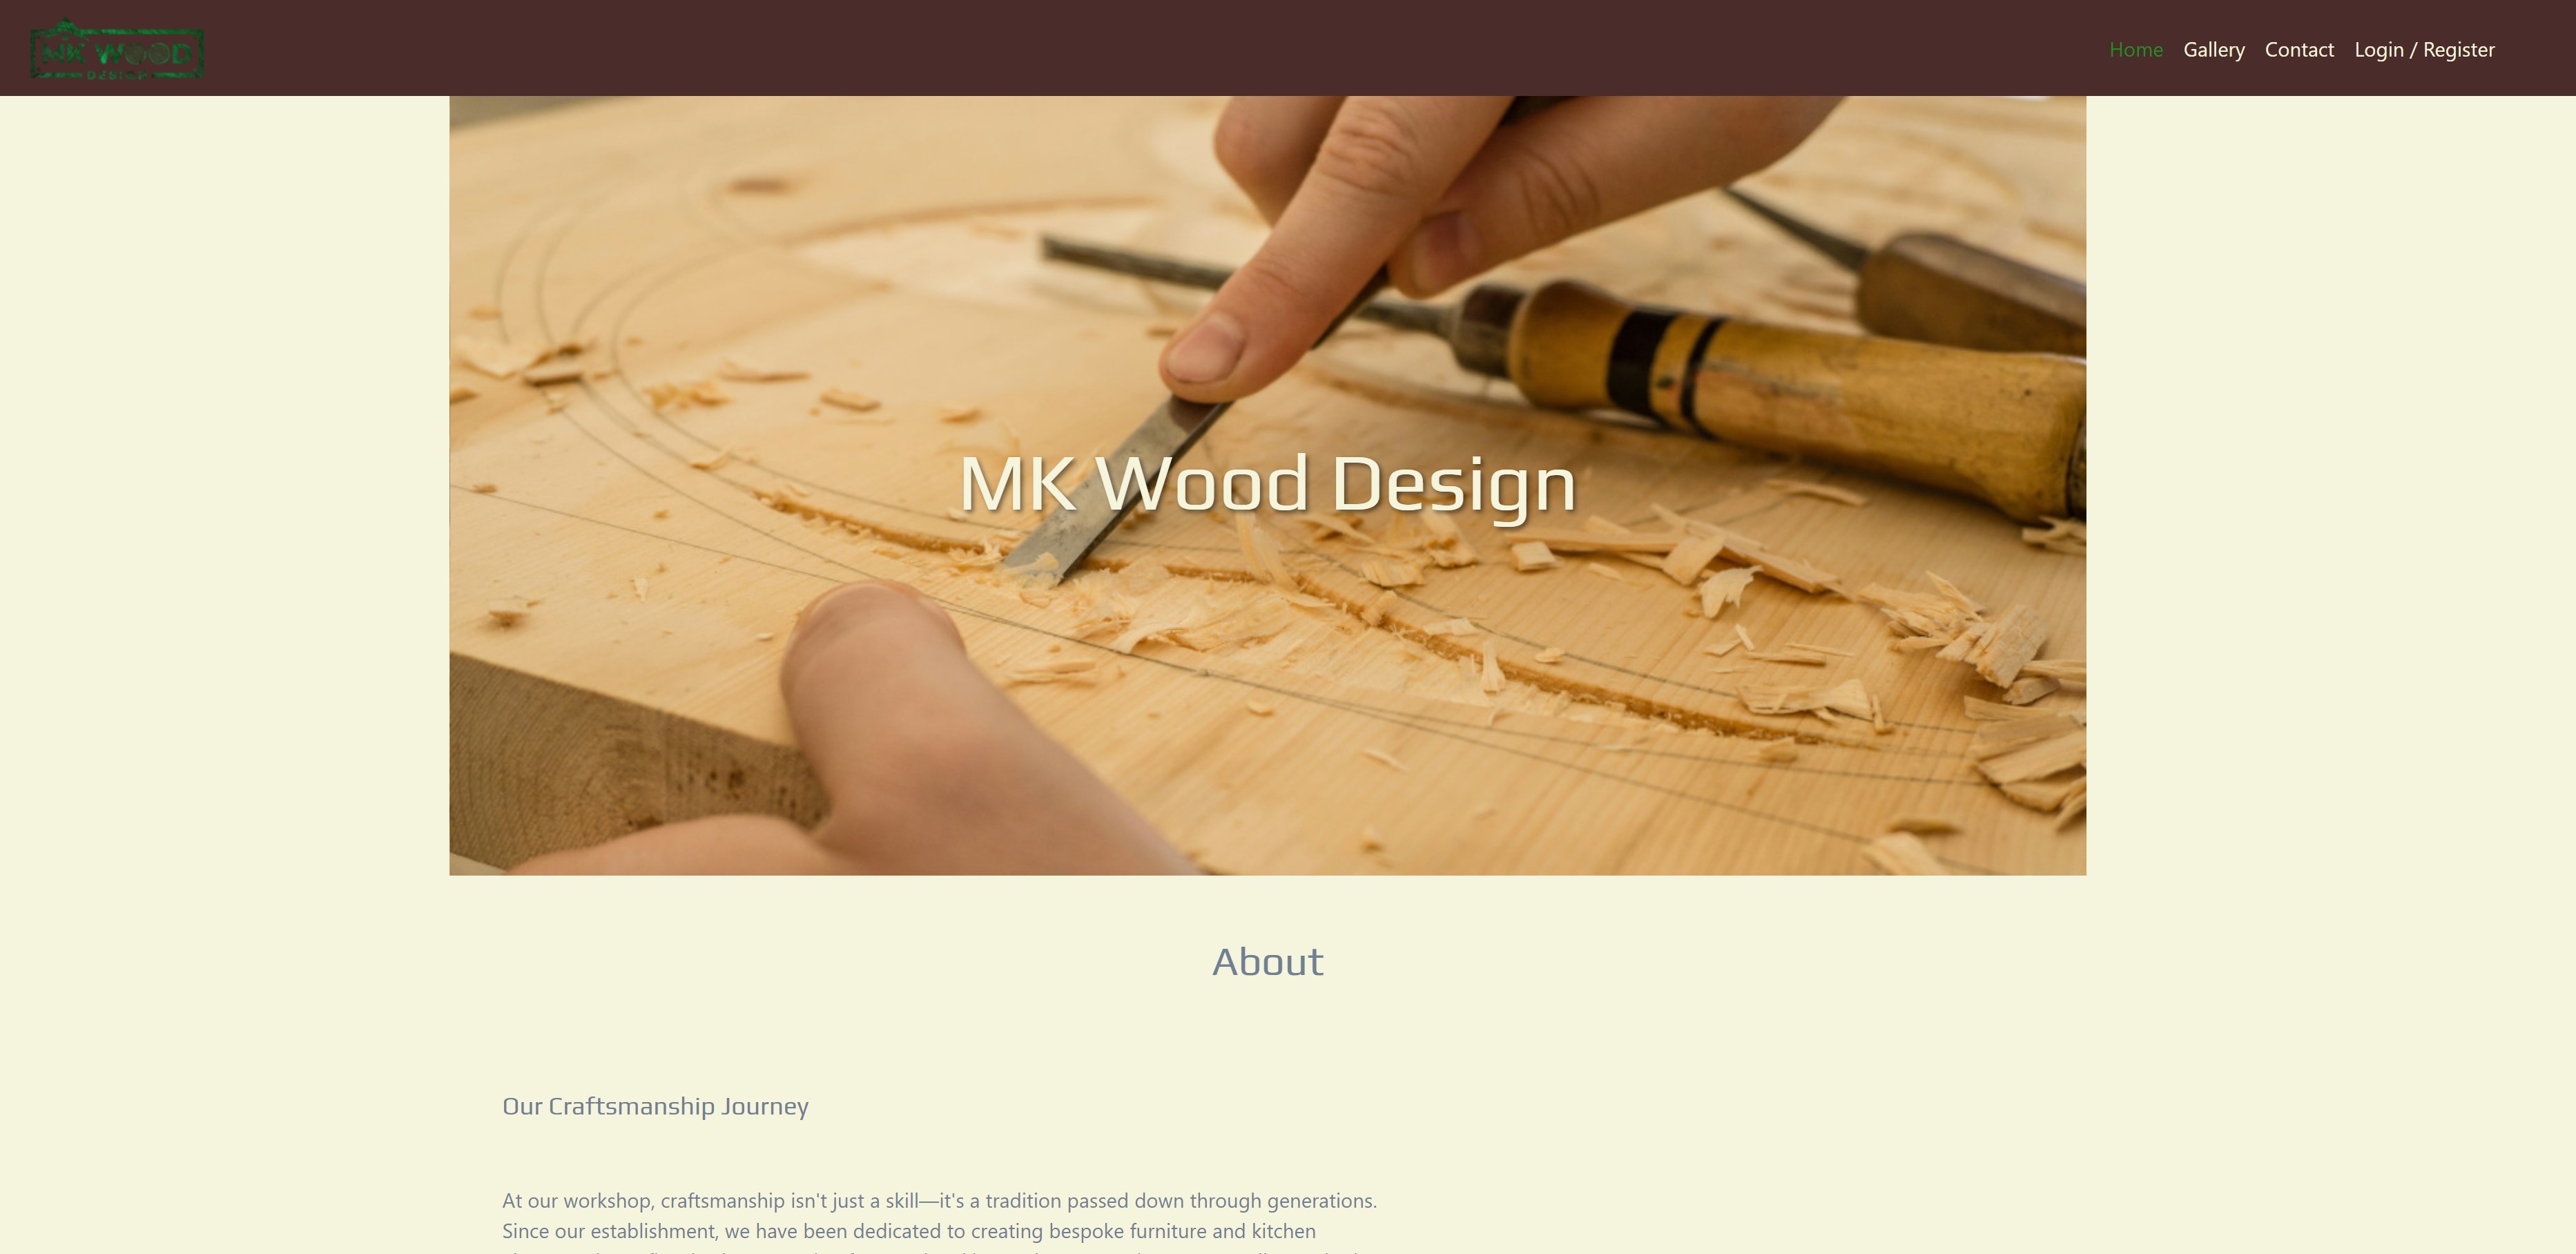 MK WOOD
DESIGN
Home Gallery Contact Login / Register
MK Wood Design
About
Our Craftsmanship Journey
At our workshop, craftsmanship isn't just a skill—it's a tradition passed down through generations.
Since our establishment, we have been dedicated to creating bespoke furniture and kitchen